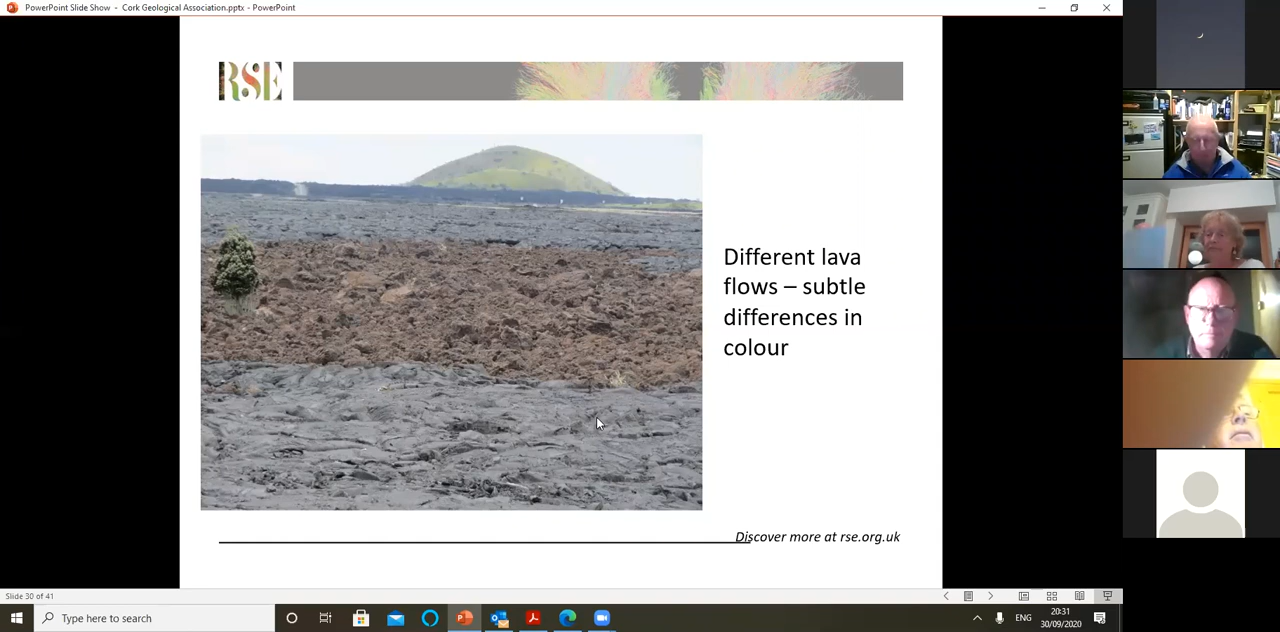 PowerPoint Slide Show - Cork Geological Association.pptx - PowerPoint
RSE
Different lava
flows – subtle
differences in
colour
Discover more at rse.org.uk
Slide 30 of 41
Type here to search
ENG
20:31
30/09/2020